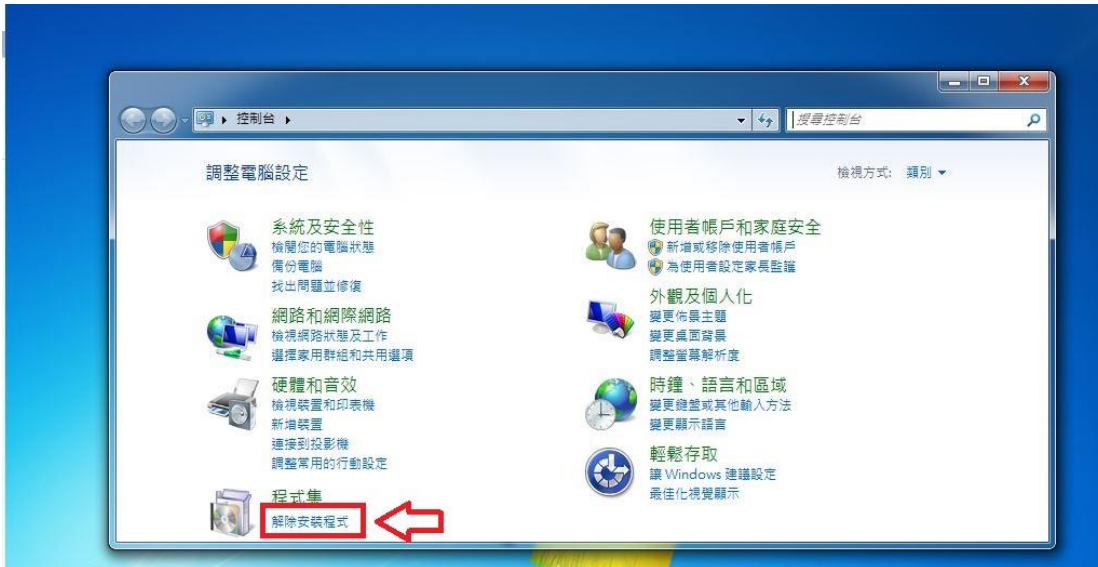 控制台
搜尋控制台
調整電腦設定
檢視方式: 類別
系統及安全性
檢閱您的電腦狀態
備份電腦
找出問題並修復
網路和網際網路
檢視網路狀態及工作
選擇家用群組和共用選項
硬體和音效
檢視裝置和印表機
新增裝置
連接到投影機
調整常用的行動設定
程式集
解除安裝程式
使用者帳戶和家庭安全
新增或移除使用者帳戶
為使用者設定家長監護
外觀及個人化
變更佈景主題
變更桌面背景
調整螢幕解析度
時鐘、語言和區域
變更鍵盤或其他輸入方法
變更顯示語言
輕鬆存取
讓 Windows 建議設定
最佳化視覺顯示